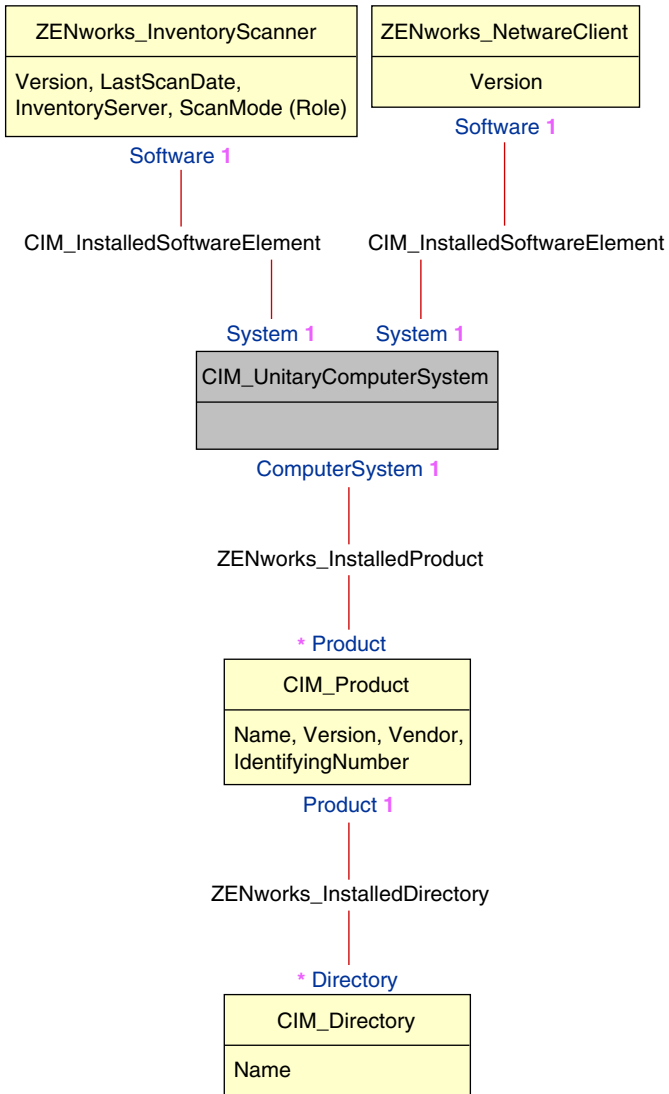 ZENworks_InventoryScanner
Version, LastScanDate,
InventoryServer, ScanMode (Role)
Software 1
ZENworks_NetwareClient
Version
Software 1
CIM_InstalledSoftwareElement
CIM_InstalledSoftwareElement
System 1
System 1
CIM_UnitaryComputerSystem
ComputerSystem 1
ZENworks_InstalledProduct
* Product
CIM_Product
Name, Version, Vendor,
IdentifyingNumber
Product 1
ZENworks_InstalledDirectory
* Directory
CIM_Directory
Name